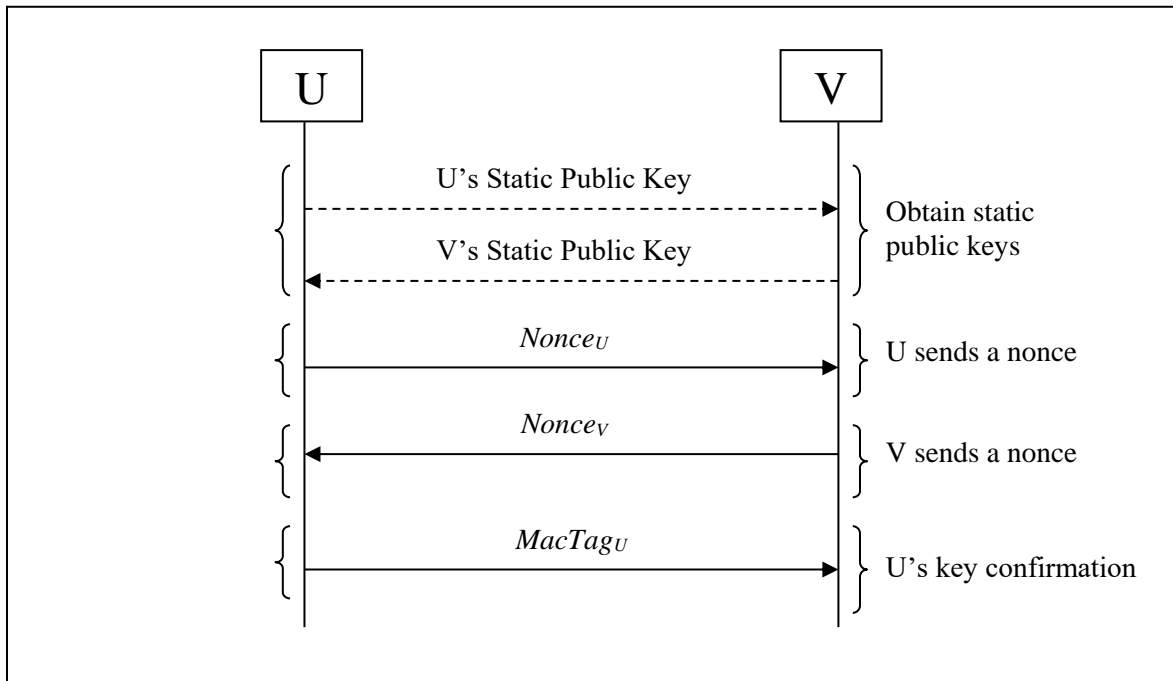 U
V
U’s Static Public Key
V’s Static Public Key
Obtain static
public keys
NonceU
U sends a nonce
NonceV
V sends a nonce
MacTagU
U’s key confirmation